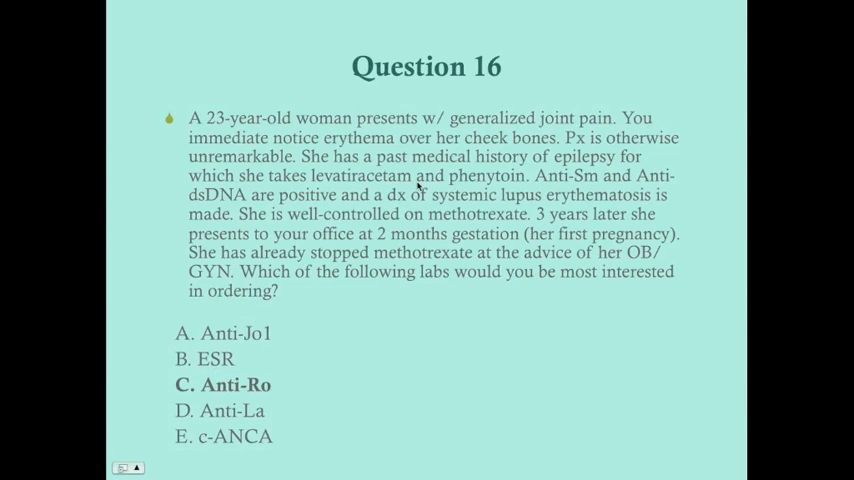 Question 16
A 23-year-old woman presents w/ generalized joint pain. You
immediate notice erythema over her cheek bones. Px is otherwise
unremarkable. She has a past medical history of epilepsy for
which she takes levatiracetam and phenytoin. Anti-Sm and Anti-
dsDNA are positive and a dx of systemic lupus erythematosis is
made. She is well-controlled on methotrexate. 3 years later she
presents to your office at 2 months gestation (her first pregnancy).
She has already stopped methotrexate at the advice of her OB/
GYN. Which of the following labs would you be most interested
in ordering?
A. Anti-Jo1
B. ESR
C. Anti-Ro
D. Anti-La
E. c-ANCA